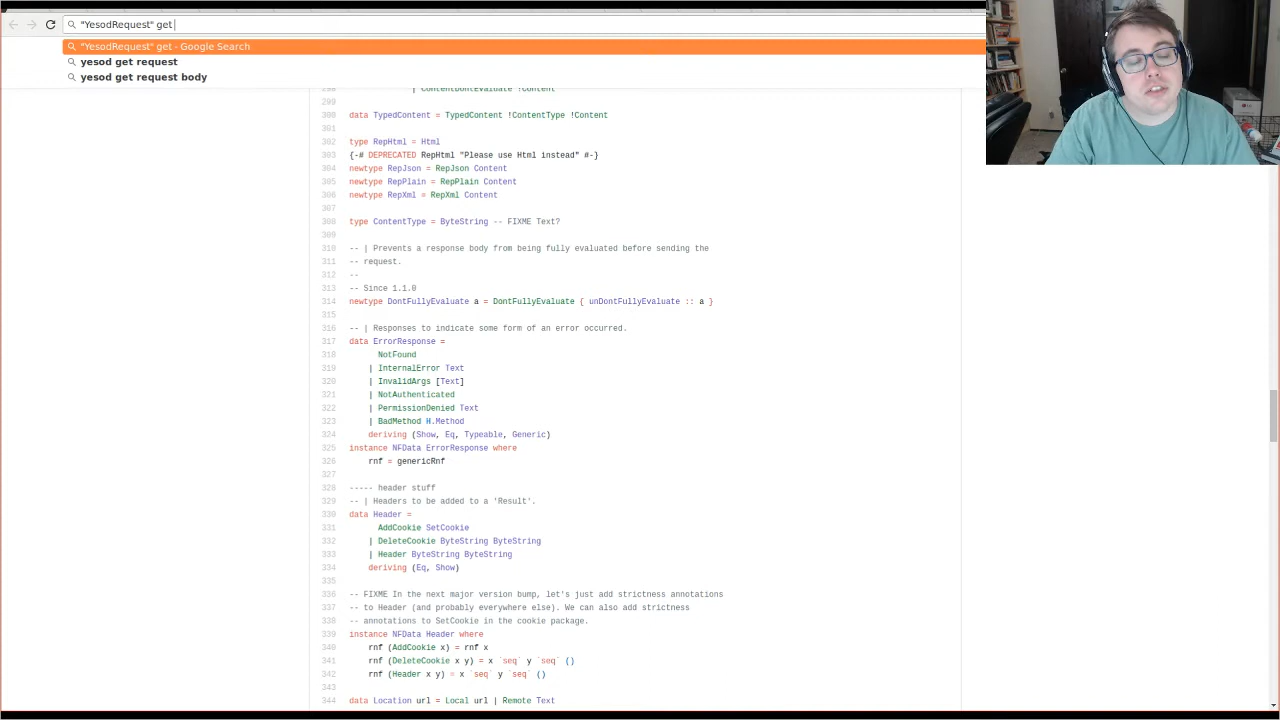 "YesodRequest" get
"YesodRequest" get - Google Search
yesod get request
yesod get request body
299 | ContentDontEvaluate !Content
299
300 data TypedContent = TypedContent !ContentType !Content
301
302 type RepHtml = Html
303 {-# DEPRECATED RepHtml "Please use Html instead" #-}
304 newtype RepJson = RepJson Content
305 newtype RepPlain = RepPlain Content
306 newtype RepXml = RepXml Content
307
308 type ContentType = ByteString -- FIXME Text?
309
310 -- | Prevents a response body from being fully evaluated before sending the
311 -- request.
312 --
313 -- Since 1.1.0
314 newtype DontFullyEvaluate a = DontFullyEvaluate { unDontFullyEvaluate :: a }
315
316 -- | Responses to indicate some form of an error occurred.
317 data ErrorResponse =
318 NotFound
319 | InternalError Text
320 | InvalidArgs [Text]
321 | NotAuthenticated
322 | PermissionDenied Text
323 | BadMethod H.Method
324 deriving (Show, Eq, Typeable, Generic)
325 instance NFData ErrorResponse where
326 rnf = genericRnf
327
328 ----- header stuff
329 -- | Headers to be added to a 'Result'.
330 data Header =
331 AddCookie SetCookie
332 | DeleteCookie ByteString ByteString
333 | Header ByteString ByteString
334 deriving (Eq, Show)
335
336 -- FIXME In the next major version bump, let's just add strictness annotations
337 -- to Header (and probably everywhere else). We can also add strictness
338 -- annotations to SetCookie in the cookie package.
339 instance NFData Header where
340 rnf (AddCookie x) = rnf x
341 rnf (DeleteCookie x y) = x `seq` y `seq` ()
342 rnf (Header x y) = x `seq` y `seq` ()
343
344 data Location url = Local url | Remote Text